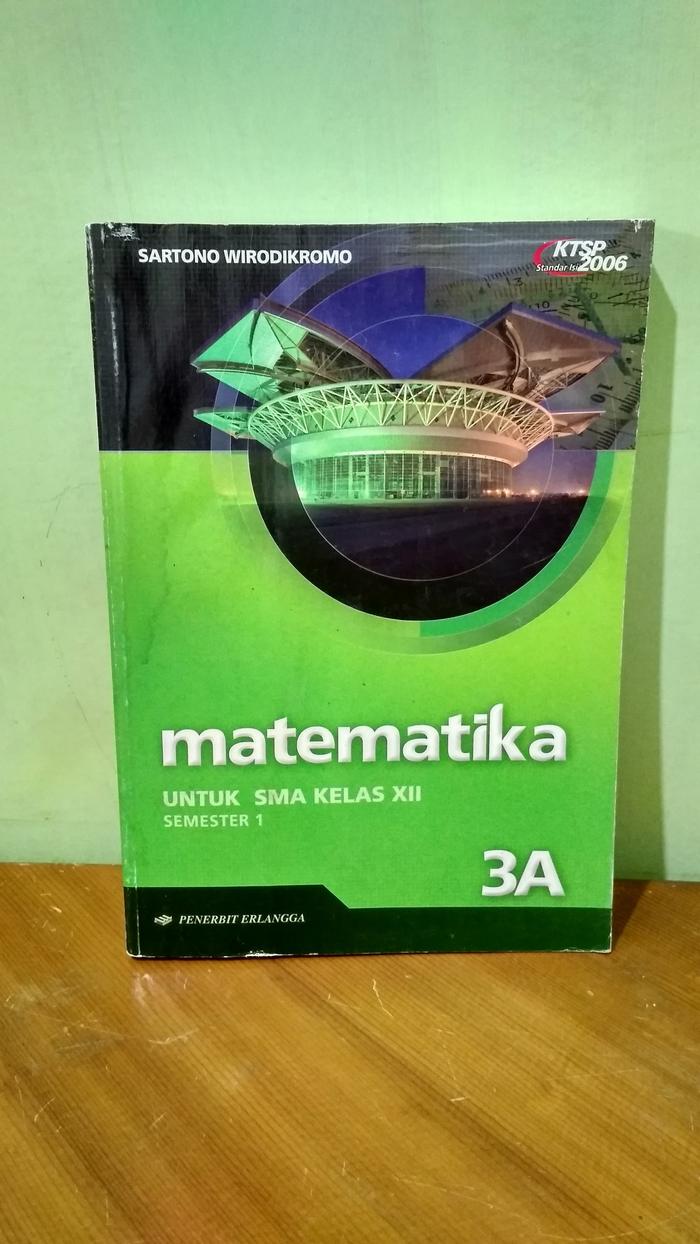 SARTONO WIRODIKROMO
KTSP
Standar Isi 2006
matematika
UNTUK SMA KELAS XII
SEMESTER 1
3A
PENERBIT ERLANGGA